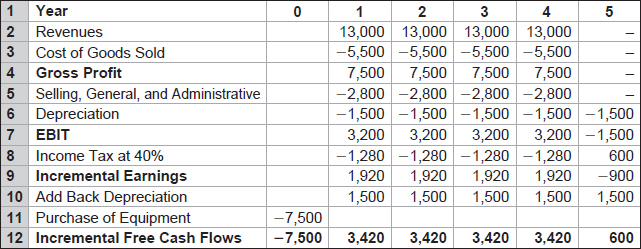 1 Year 0 1 2 3 4 5
2 Revenues 13,000 13,000 13,000 13,000 –
3 Cost of Goods Sold −5,500 −5,500 −5,500 −5,500 –
4 Gross Profit 7,500 7,500 7,500 7,500 –
5 Selling, General, and Administrative −2,800 −2,800 −2,800 −2,800 –
6 Depreciation −1,500 −1,500 −1,500 −1,500 −1,500
7 EBIT 3,200 3,200 3,200 3,200 −1,500
8 Income Tax at 40% −1,280 −1,280 −1,280 −1,280 600
9 Incremental Earnings 1,920 1,920 1,920 1,920 −900
10 Add Back Depreciation 1,500 1,500 1,500 1,500 1,500
11 Purchase of Equipment −7,500
12 Incremental Free Cash Flows −7,500 3,420 3,420 3,420 3,420 600